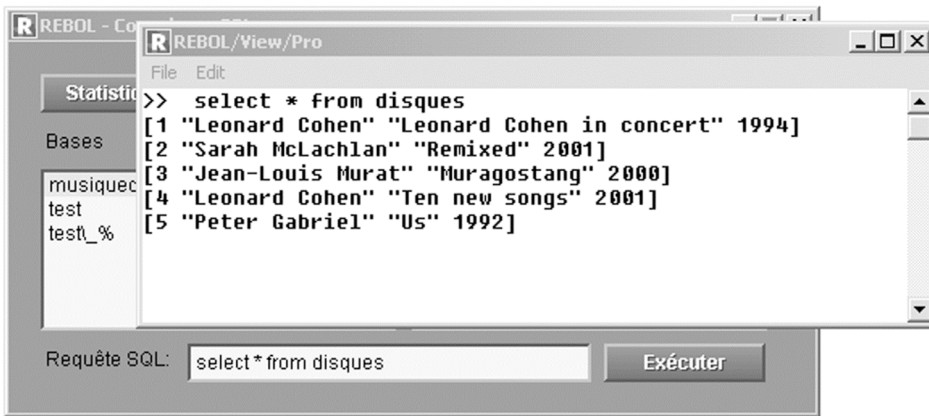 REBOL - Co
REBOL/View/Pro
File Edit
Statistic
>> select * from disques
[1 "Leonard Cohen" "Leonard Cohen in concert" 1994]
[2 "Sarah McLachlan" "Remixed" 2001]
[3 "Jean-Louis Murat" "Muragostang" 2000]
[4 "Leonard Cohen" "Ten new songs" 2001]
[5 "Peter Gabriel" "Us" 1992]
Bases
musiquec
test
test\_%
Requête SQL: select * from disques Exécuter